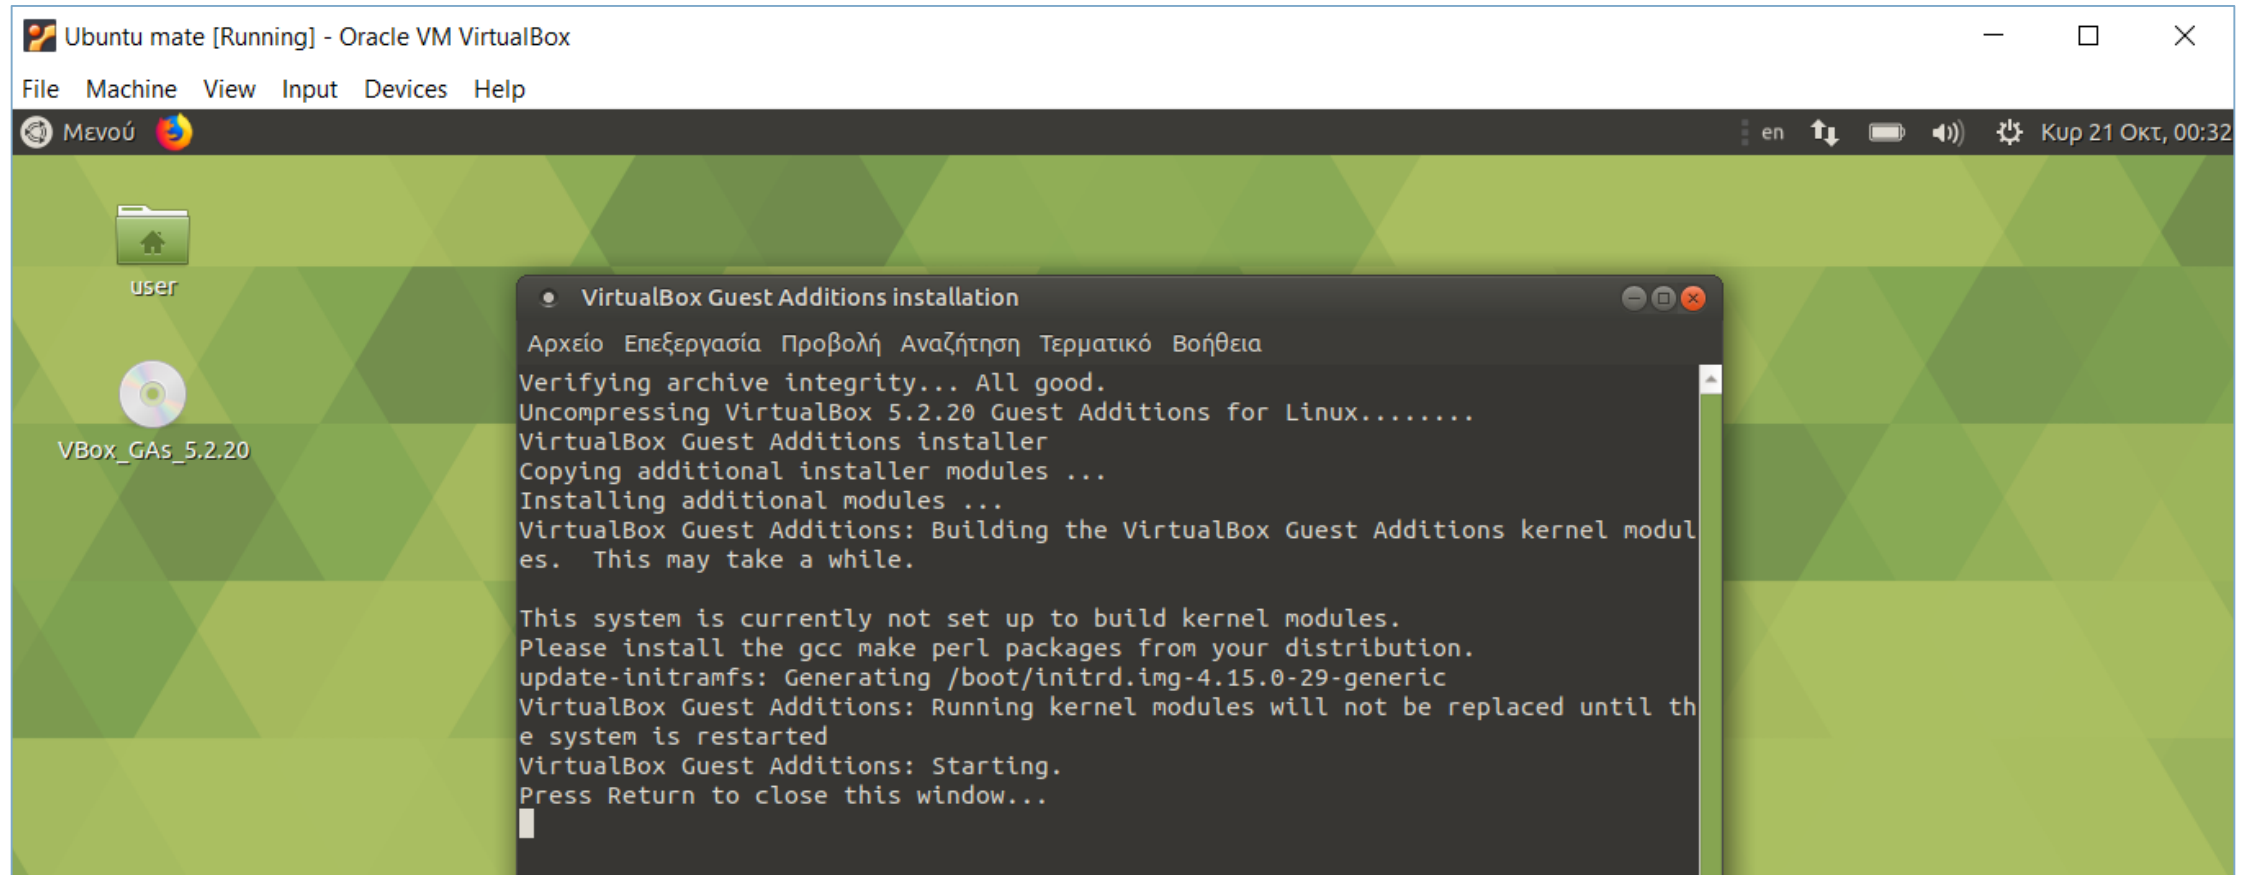 Ubuntu mate [Running] - Oracle VM VirtualBox
File Machine View Input Devices Help
Μενού en Κυρ 21 Οκτ, 00:32
user
VBox_GAs_5.2.20
VirtualBox Guest Additions installation
Αρχείο Επεξεργασία Προβολή Αναζήτηση Τερματικό Βοήθεια
Verifying archive integrity... All good.
Uncompressing VirtualBox 5.2.20 Guest Additions for Linux........
VirtualBox Guest Additions installer
Copying additional installer modules ...
Installing additional modules ...
VirtualBox Guest Additions: Building the VirtualBox Guest Additions kernel modul
es.  This may take a while.
This system is currently not set up to build kernel modules.
Please install the gcc make perl packages from your distribution.
update-initramfs: Generating /boot/initrd.img-4.15.0-29-generic
VirtualBox Guest Additions: Running kernel modules will not be replaced until th
e system is restarted
VirtualBox Guest Additions: Starting.
Press Return to close this window...